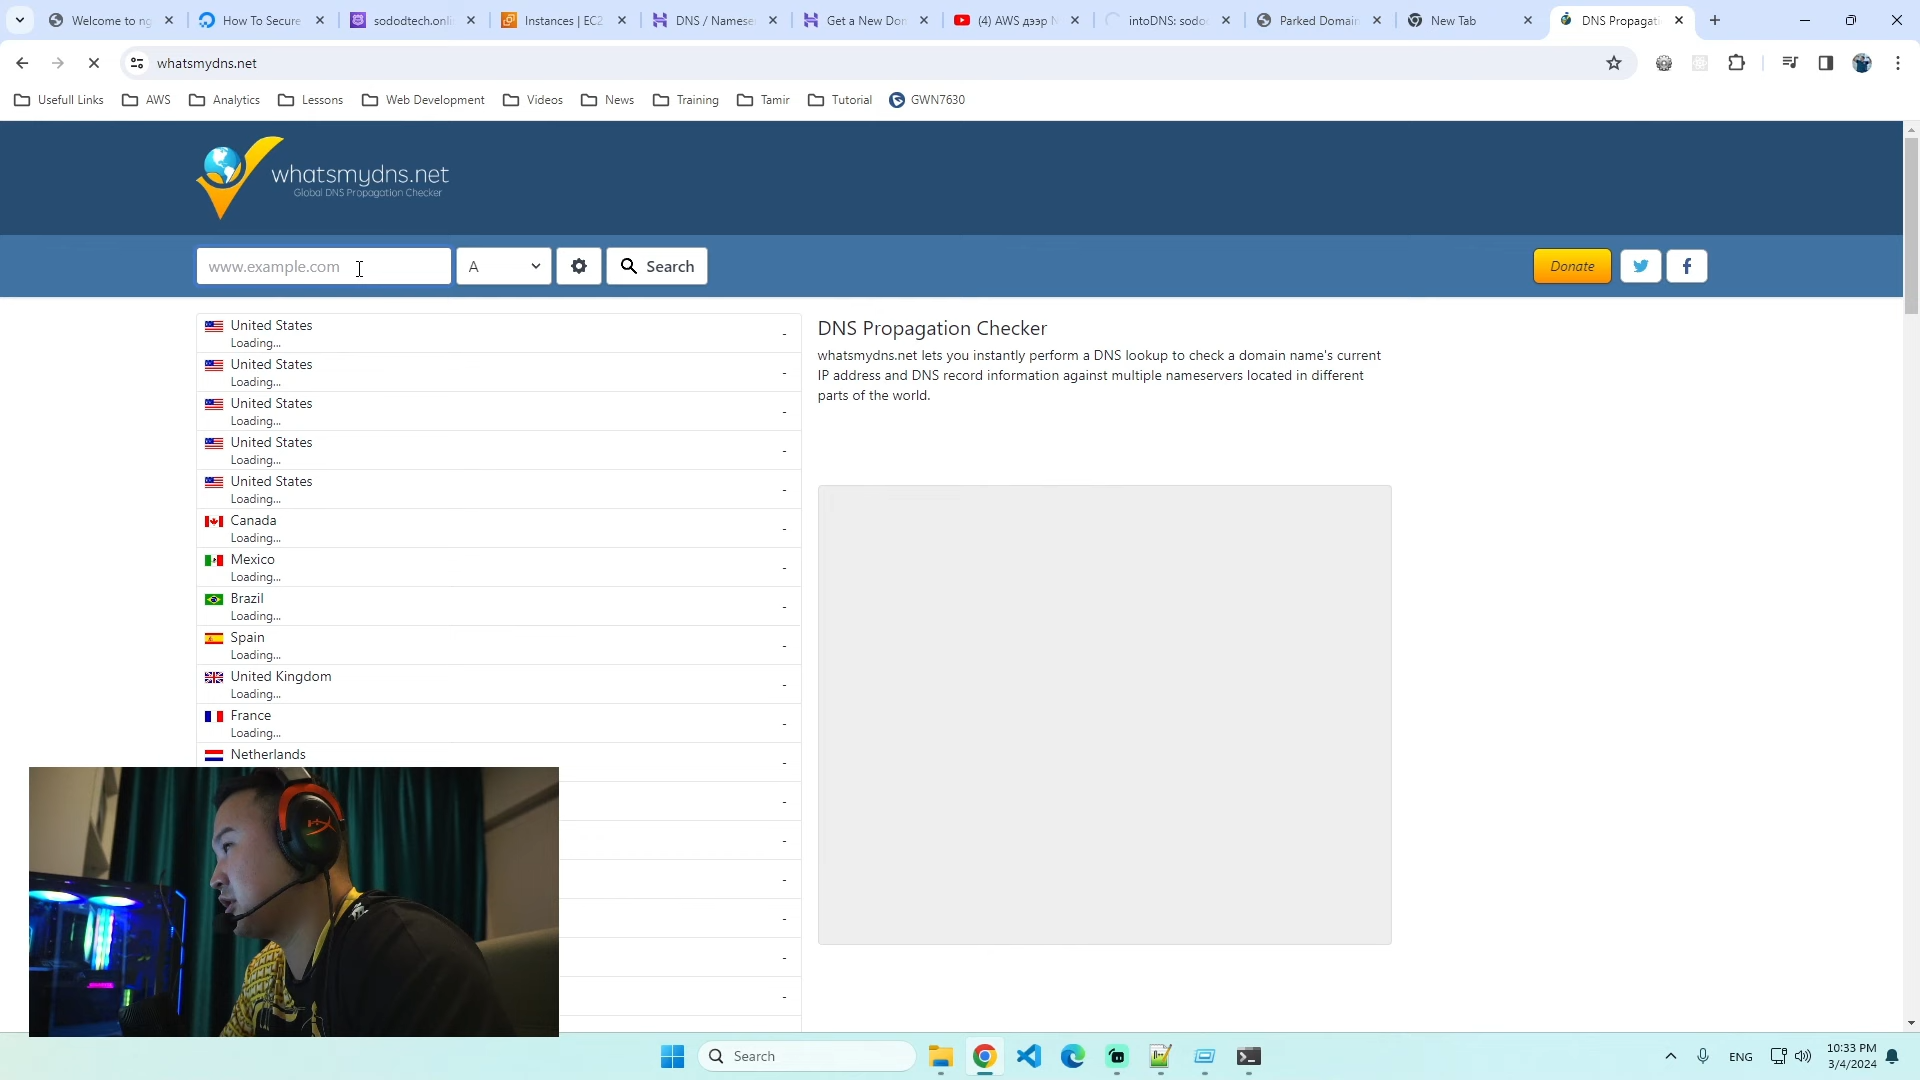 Welcome to ng
How To Secure
sododtech.onli
Instances | EC2
DNS / Namese
Get a New Don
(4) AWS дээр N
intoDNS: sodo
Parked Domain
New Tab
DNS Propagati
whatsmydns.net
Usefull Links
AWS
Analytics
Lessons
Web Development
Videos
News
Training
Tamir
Tutorial
GWN7630
whatsmydns.net
Global DNS Propagation Checker
www.example.com
A
Search
Donate
United States
Loading...
-
United States
Loading...
-
United States
Loading...
-
United States
Loading...
-
United States
Loading...
-
Canada
Loading...
-
Mexico
Loading...
-
Brazil
Loading...
-
Spain
Loading...
-
United Kingdom
Loading...
-
France
Loading...
-
Netherlands
-
-
-
-
-
-
-
DNS Propagation Checker
whatsmydns.net lets you instantly perform a DNS lookup to check a domain name's current
IP address and DNS record information against multiple nameservers located in different
parts of the world.
Search
ENG
10:33 PM
3/4/2024